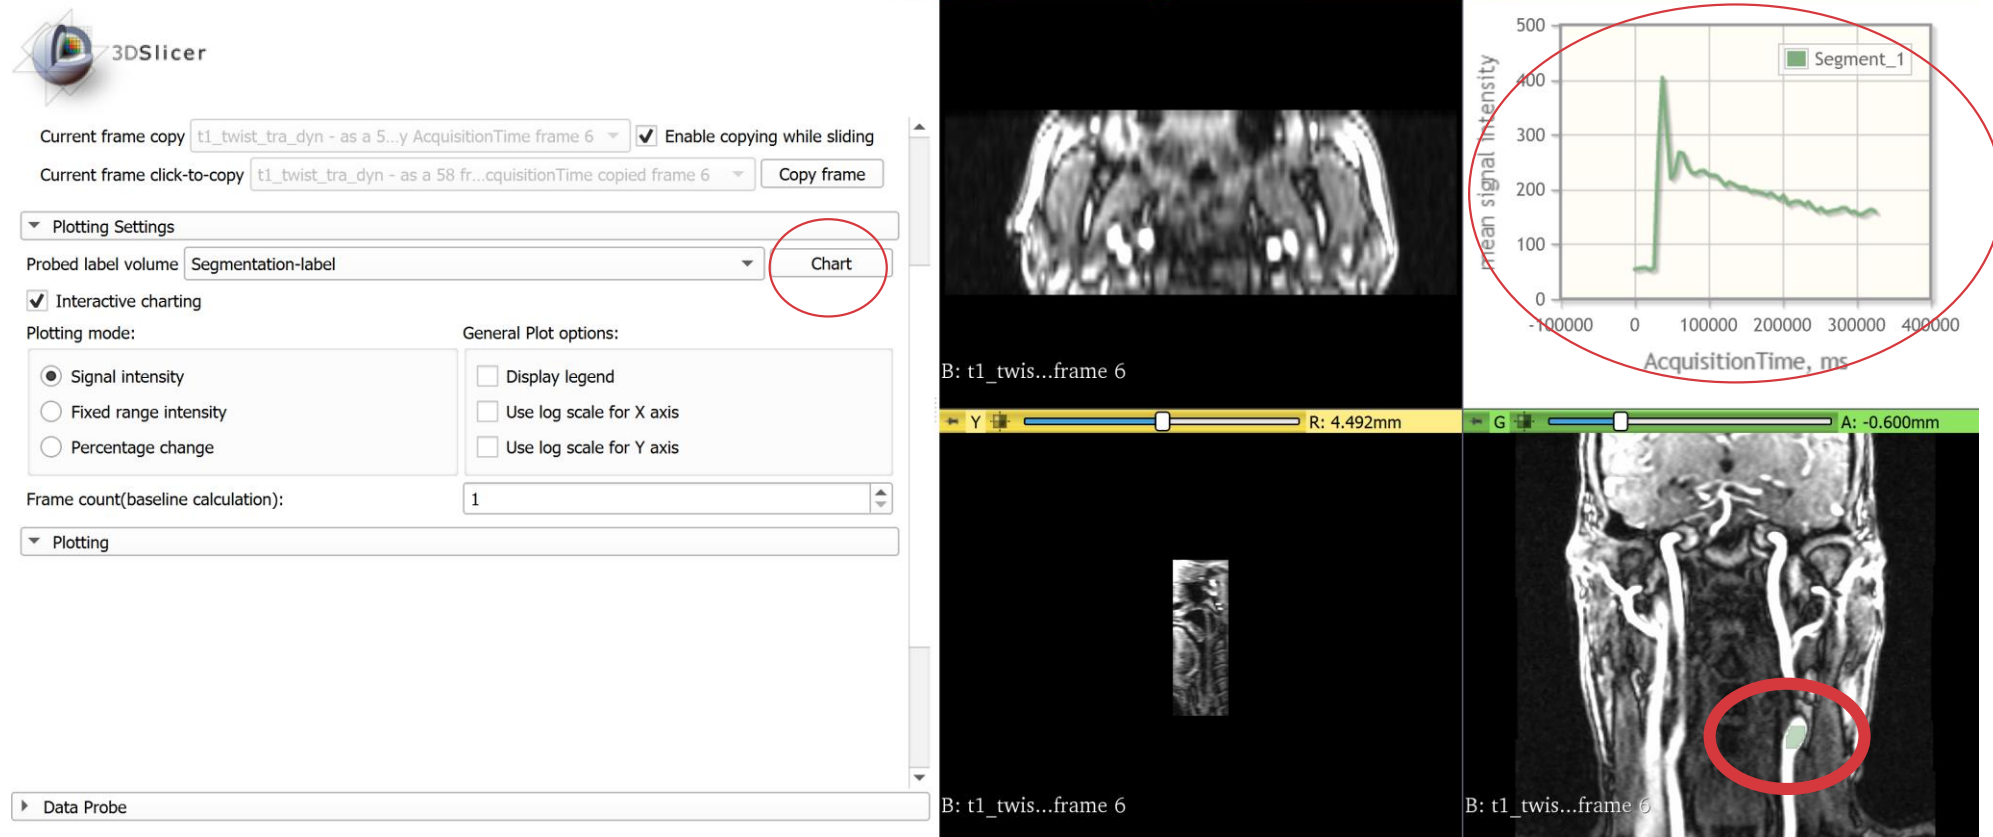 3DSlicer
Current frame copy t1_twist_tra_dyn - as a 5...y AcquisitionTime frame 6 Enable copying while sliding
Current frame click-to-copy t1_twist_tra_dyn - as a 58 fr...cquisitionTime copied frame 6 Copy frame
Plotting Settings
Probed label volume Segmentation-label Chart
Interactive charting
Plotting mode: General Plot options:
Signal intensity Display legend
Fixed range intensity Use log scale for X axis
Percentage change Use log scale for Y axis
Frame count(baseline calculation): 1
Plotting
Data Probe
B: t1_twis...frame 6
Y R: 4.492mm
B: t1_twis...frame 6
mean signal intensity
500
400
300
200
100
0
Segment_1
-100000 0 100000 200000 300000 400000
AcquisitionTime, ms
G A: -0.600mm
B: t1_twis...frame 6